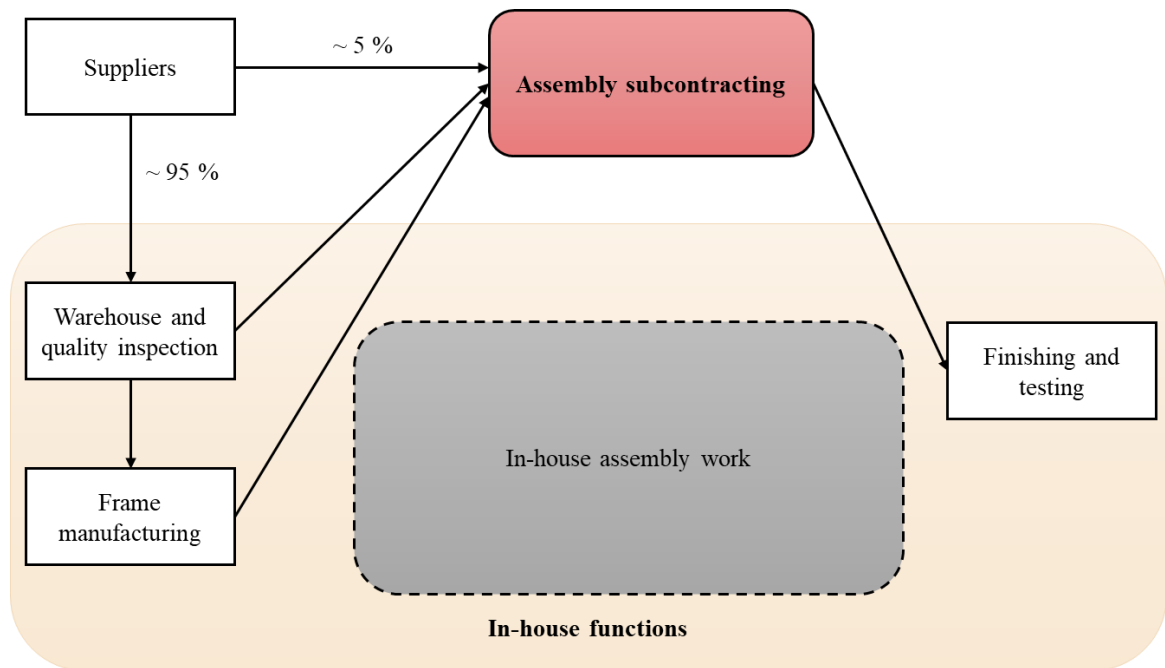 Suppliers
~ 5 %
Assembly subcontracting
~ 95 %
Warehouse and
quality inspection
Finishing and
testing
In-house assembly work
Frame
manufacturing
In-house functions